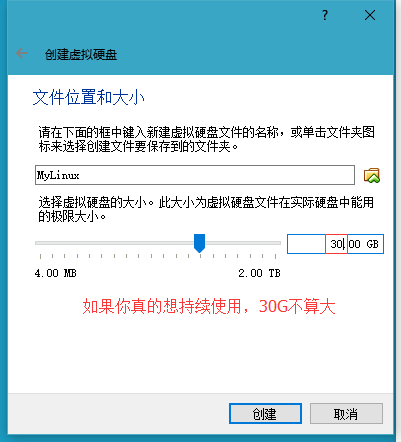 ?
创建虚拟硬盘
文件位置和大小
请在下面的框中键入新建虚拟硬盘文件的名称，或单击文件夹图
标来选择创建文件要保存到的文件夹。
MyLinux
选择虚拟硬盘的大小。此大小为虚拟硬盘文件在实际硬盘中能用
的极限大小。
30.00 GB
4.00 MB 2.00 TB
如果你真的想持续使用，30G不算大
创建 取消